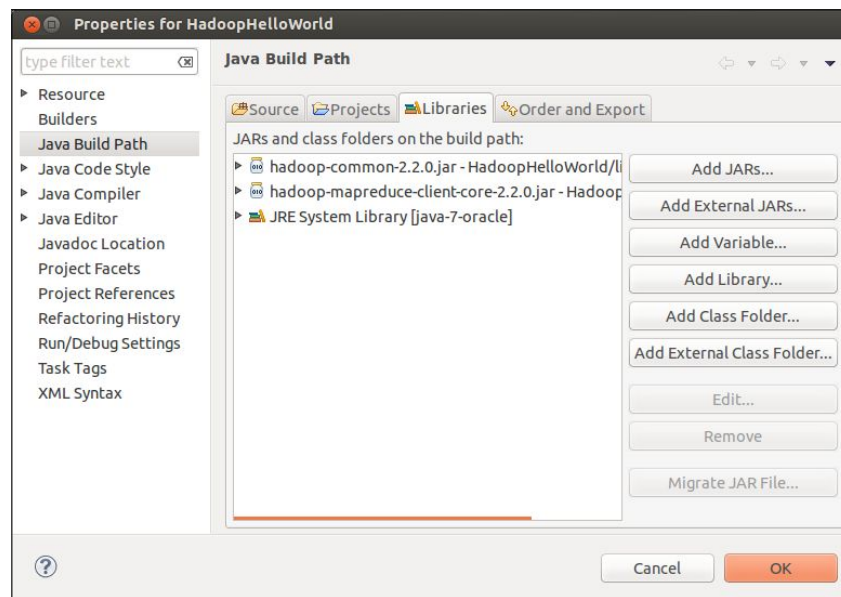 Properties for HadoopHelloWorld
type filter text
Java Build Path
Resource
Builders
Java Build Path
Java Code Style
Java Compiler
Java Editor
Javadoc Location
Project Facets
Project References
Refactoring History
Run/Debug Settings
Task Tags
XML Syntax
Source Projects Libraries Order and Export
JARs and class folders on the build path:
hadoop-common-2.2.0.jar - HadoopHelloWorld/li
hadoop-mapreduce-client-core-2.2.0.jar - Hadoop
JRE System Library [java-7-oracle]
Add JARs...
Add External JARs...
Add Variable...
Add Library...
Add Class Folder...
Add External Class Folder...
Edit...
Remove
Migrate JAR File...
?
Cancel
OK